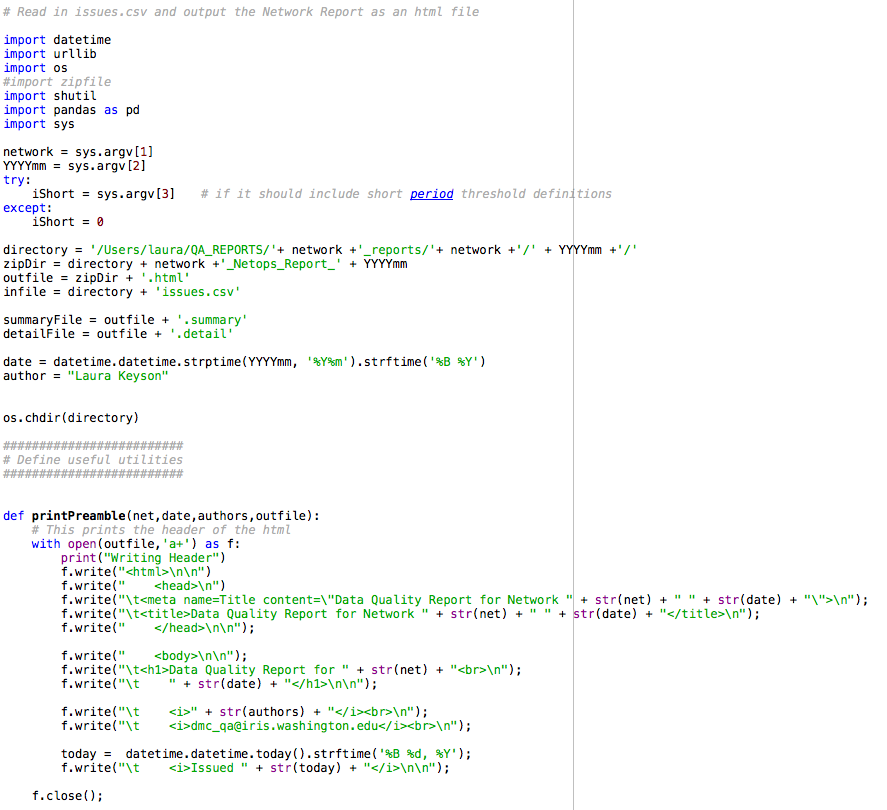 # Read in issues.csv and output the Network Report as an html file
import datetime
import urllib
import os
#import zipfile
import shutil
import pandas as pd
import sys
network = sys.argv[1]
YYYYmm = sys.argv[2]
try:
    iShort = sys.argv[3]   # if it should include short period threshold definitions
except:
    iShort = 0
directory = '/Users/laura/QA_REPORTS/'+ network +'_reports/'+ network +'/' + YYYYmm +'/'
zipDir = directory + network +'_Netops_Report_' + YYYYmm
outfile = zipDir + '.html'
infile = directory + 'issues.csv'
summaryFile = outfile + '.summary'
detailFile = outfile + '.detail'
date = datetime.datetime.strptime(YYYYmm, '%Y%m').strftime('%B %Y')
author = "Laura Keyson"
os.chdir(directory)
#########################
# Define useful utilities
#########################
def printPreamble(net,date,authors,outfile):
    # This prints the header of the html
    with open(outfile,'a+') as f:
        print("Writing Header")
        f.write("<html>\n\n")
        f.write("    <head>\n")
        f.write("\t<meta name=Title content=\"Data Quality Report for Network " + str(net) + " " + str(date) + "\">\n");
        f.write("\t<title>Data Quality Report for Network " + str(net) + " " + str(date) + "</title>\n");
        f.write("    </head>\n\n");
        f.write("    <body>\n\n");
        f.write("\t<h1>Data Quality Report for " + str(net) + "<br>\n");
        f.write("\t    " + str(date) + "</h1>\n\n");
        f.write("\t    <i>" + str(authors) + "</i><br>\n");
        f.write("\t    <i>dmc_qa@iris.washington.edu</i><br>\n");
        today =  datetime.datetime.today().strftime('%B %d, %Y');
        f.write("\t    <i>Issued " + str(today) + "</i>\n\n");
    f.close();